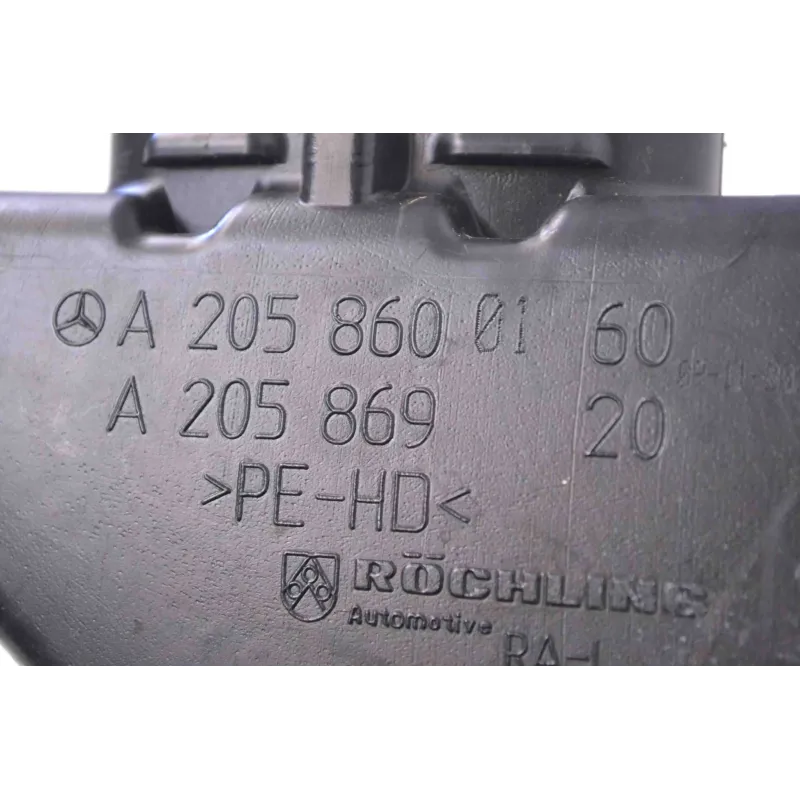 A 205 860 01 60
A 205 869 20
>PE-HD<
RÖCHLING
Automotive